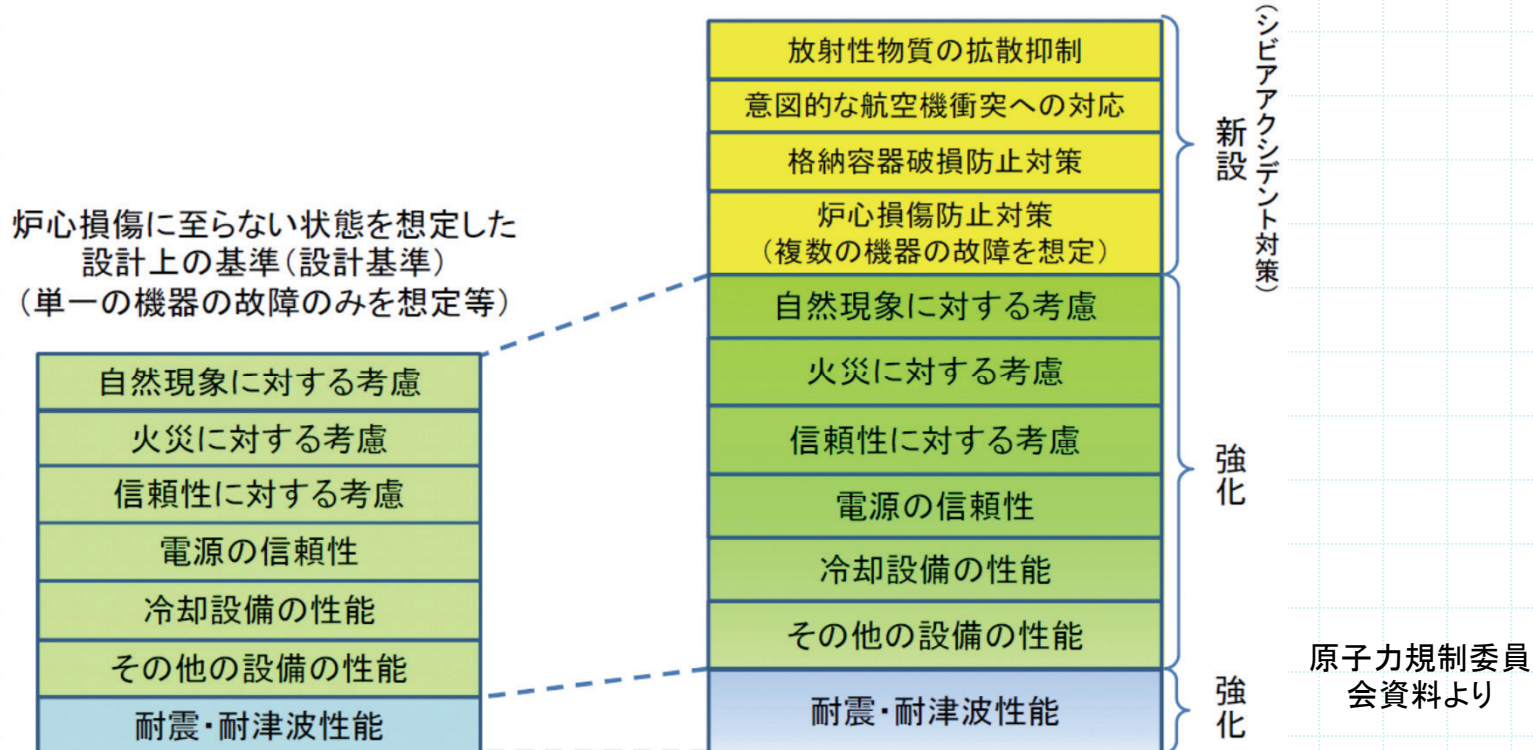 炉心損傷に至らない状態を想定した
設計上の基準(設計基準)
(単一の機器の故障のみを想定等)
自然現象に対する考慮
火災に対する考慮
信頼性に対する考慮
電源の信頼性
冷却設備の性能
その他の設備の性能
耐震・耐津波性能
放射性物質の拡散抑制
意図的な航空機衝突への対応
格納容器破損防止対策
炉心損傷防止対策
(複数の機器の故障を想定)
自然現象に対する考慮
火災に対する考慮
信頼性に対する考慮
電源の信頼性
冷却設備の性能
その他の設備の性能
耐震・耐津波性能
(シビアアクシデント対策)
新設
強化
強化
原子力規制委員
会資料より